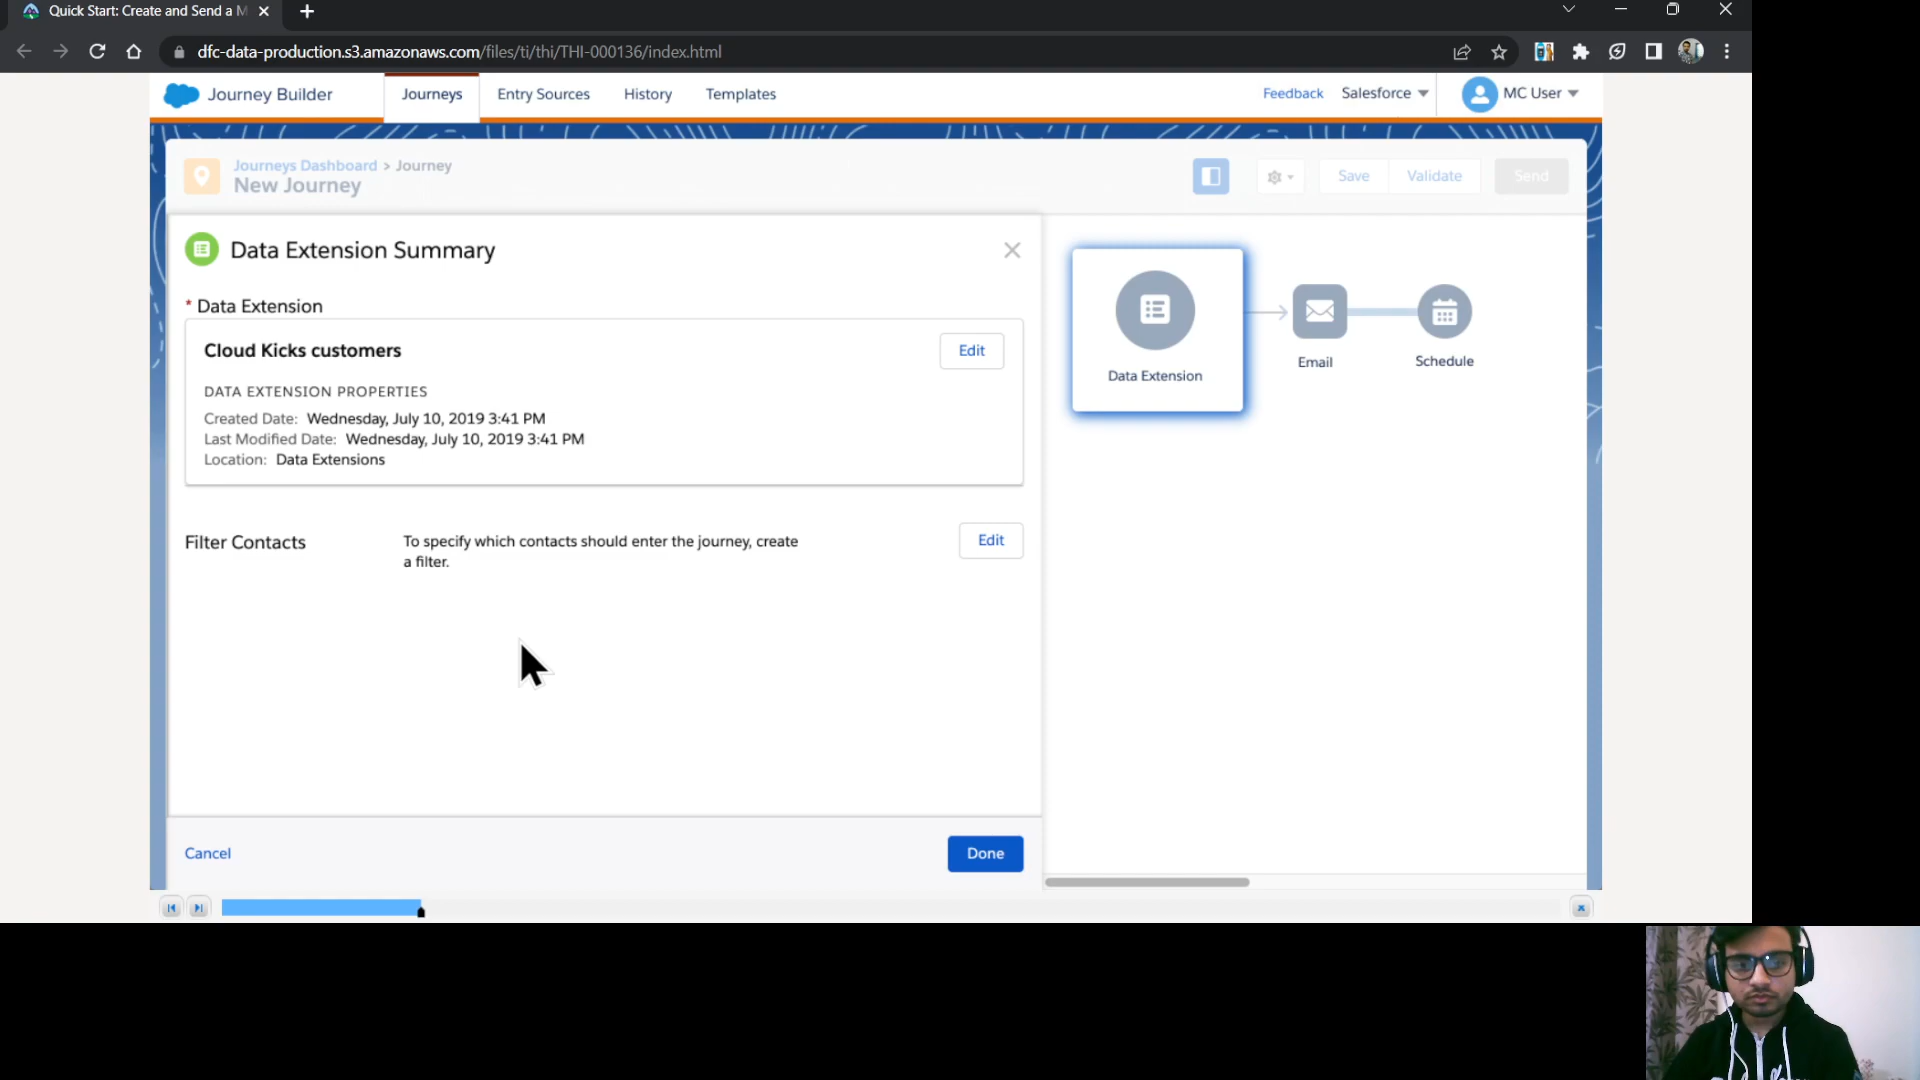 Quick Start: Create and Send a M
dfc-data-production.s3.amazonaws.com/files/ti/thi/THI-000136/index.html
Journey Builder
Journeys
Entry Sources
History
Templates
Feedback
Salesforce
MC User
Journeys Dashboard > Journey
New Journey
Save
Validate
Send
Data Extension Summary
* Data Extension
Cloud Kicks customers
Edit
DATA EXTENSION PROPERTIES
Created Date: Wednesday, July 10, 2019 3:41 PM
Last Modified Date: Wednesday, July 10, 2019 3:41 PM
Location: Data Extensions
Filter Contacts
To specify which contacts should enter the journey, create
a filter.
Edit
Cancel
Done
Data Extension
Email
Schedule